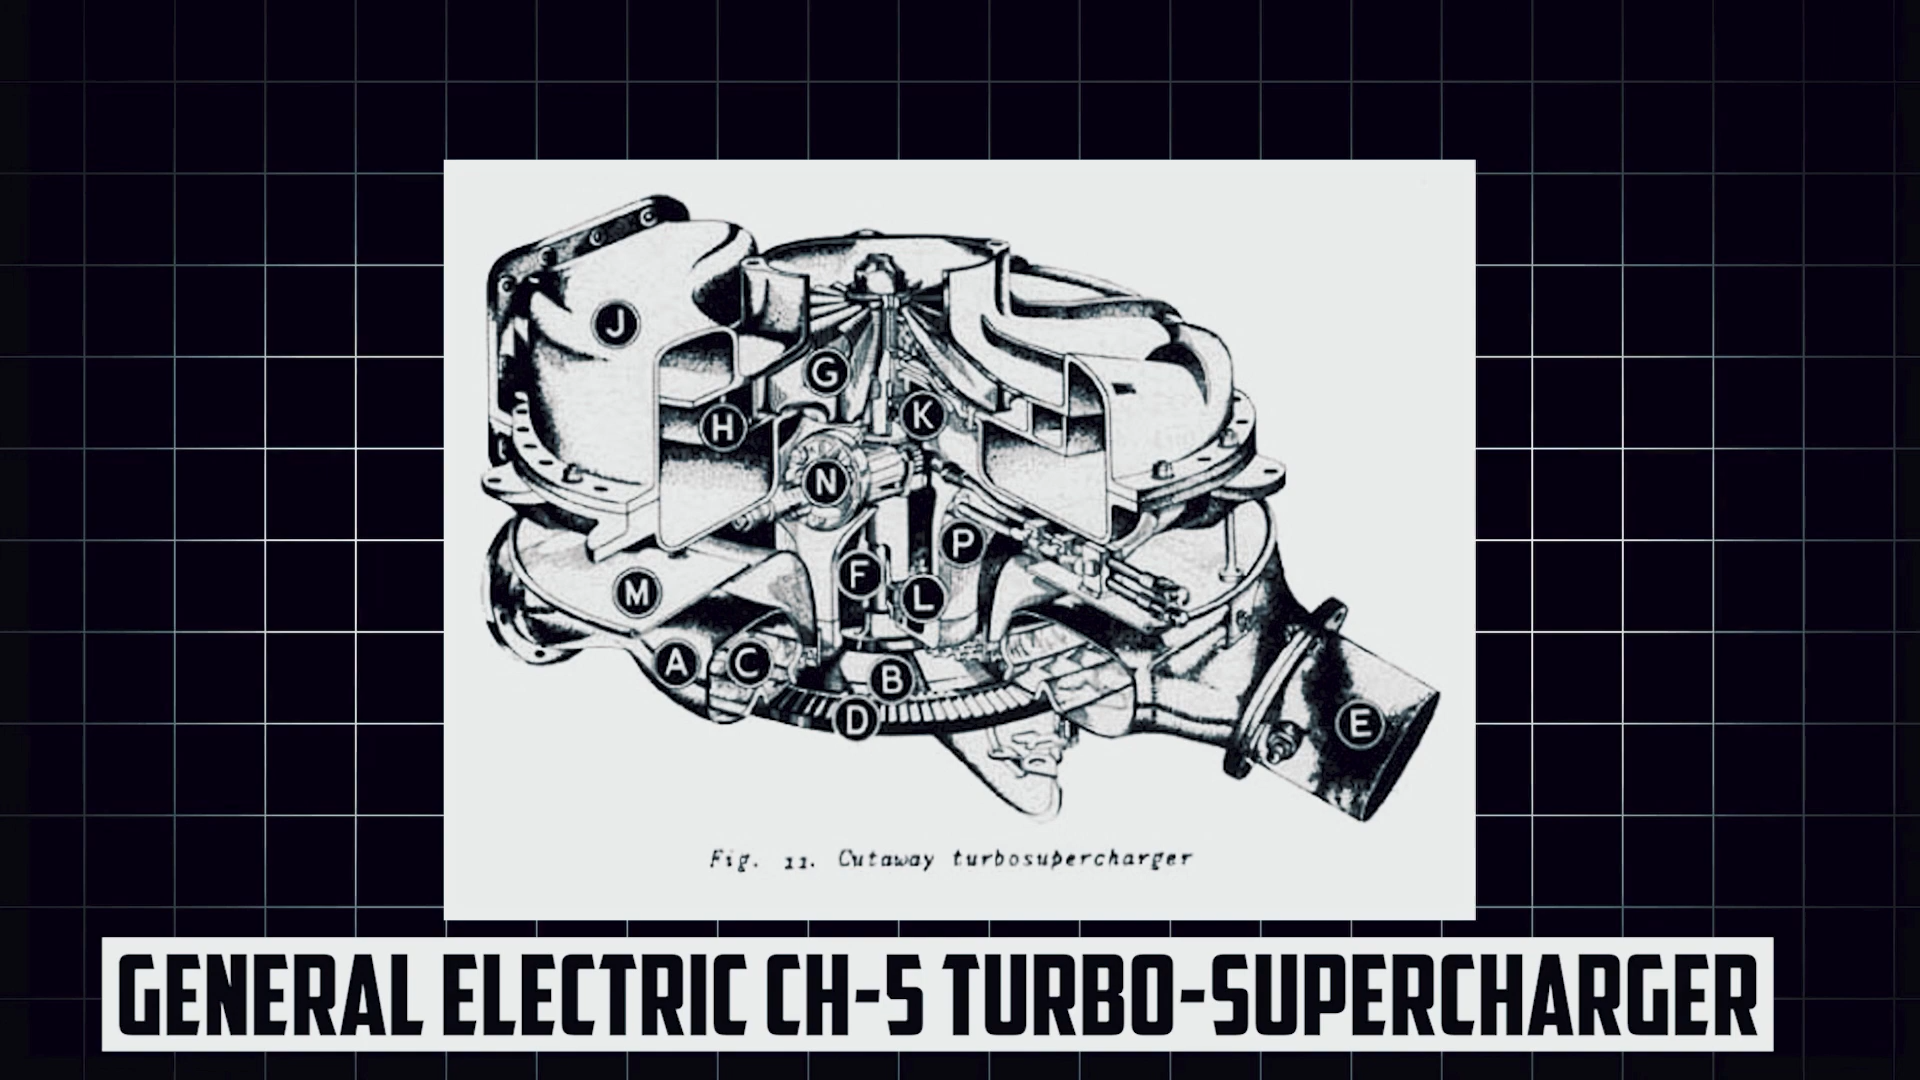 J
G
K
H
N
P
F
M
L
A
C
B
D
E
Fig. 11. Cutaway turbosupercharger
GENERAL ELECTRIC CH-5 TURBO-SUPERCHARGER